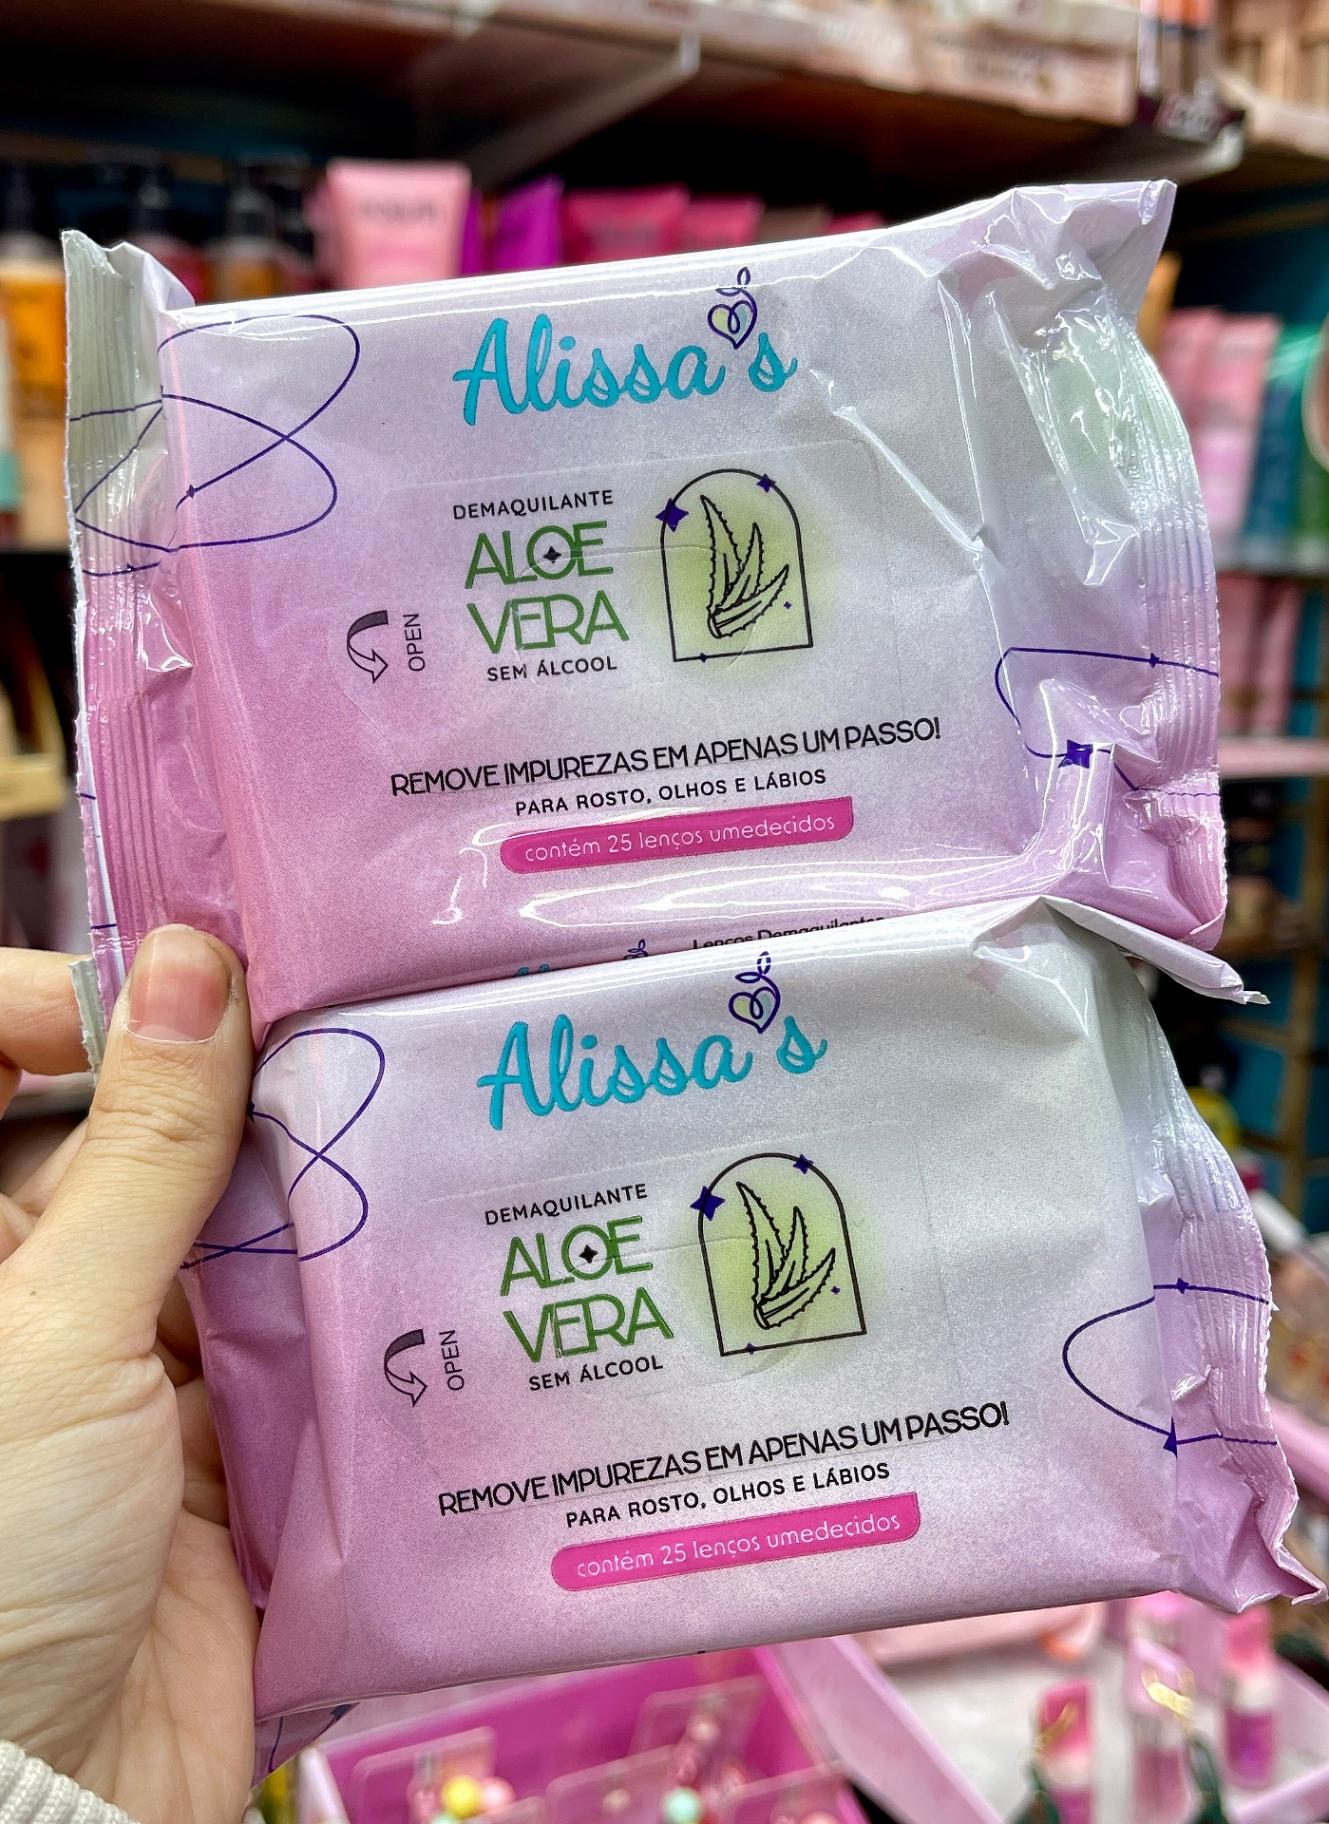 Alissa's
DEMAQUILANTE
ALOE
VERA
SEM ÁLCOOL
OPEN
REMOVE IMPUREZAS EM APENAS UM PASSO!
PARA ROSTO, OLHOS E LÁBIOS
contém 25 lenços umedecidos
Lenços Demaquilantes
Alissa's
DEMAQUILANTE
ALOE
VERA
SEM ÁLCOOL
OPEN
REMOVE IMPUREZAS EM APENAS UM PASSO!
PARA ROSTO, OLHOS E LÁBIOS
contém 25 lenços umedecidos